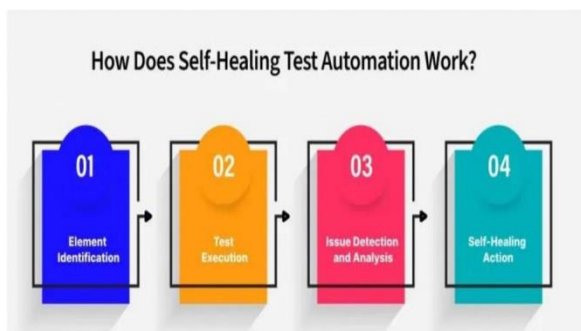 How Does Self-Healing Test Automation Work?
01
Element
Identification
02
Test
Execution
03
Issue Detection
and Analysis
04
Self-Healing
Action